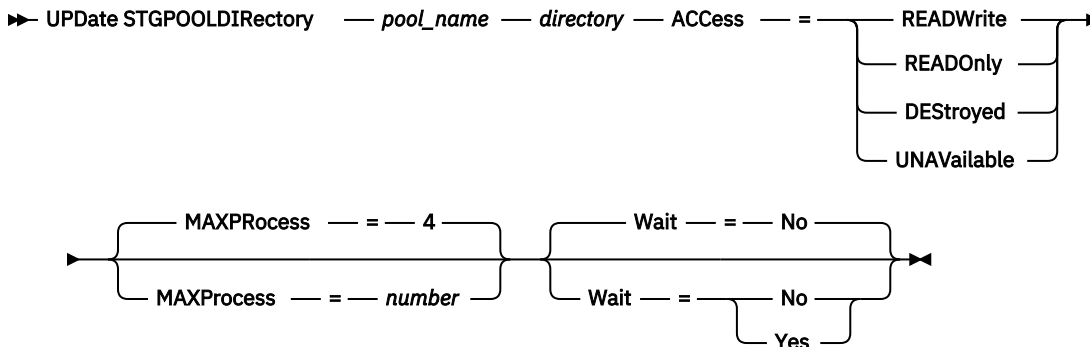 UPDate STGPOOLDIRectory pool_name directory ACCess = READWrite
READOnly
DEStroyed
UNAVailable
MAXPRocess = 4 Wait = No
MAXProcess = number Wait = No
Yes